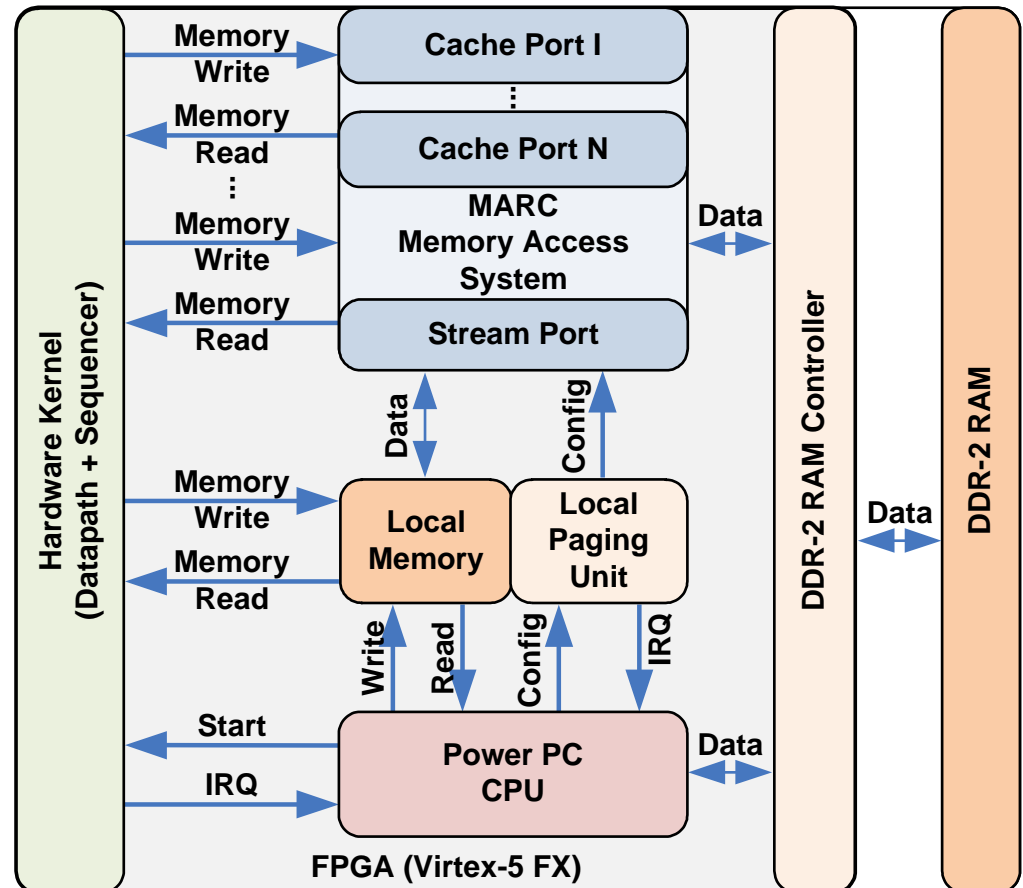 Memory
Write
Cache Port I
...
Memory
Read
Cache Port N
...
MARC
Memory Access
System
Memory
Write
Data
Memory
Read
Stream Port
Hardware Kernel
(Datapath + Sequencer)
Data
Config
DDR-2 RAM Controller
DDR-2 RAM
Memory
Write
Local
Memory
Local
Paging
Unit
Data
Memory
Read
Write
Read
Config
IRQ
Start
IRQ
Power PC
CPU
Data
FPGA (Virtex-5 FX)